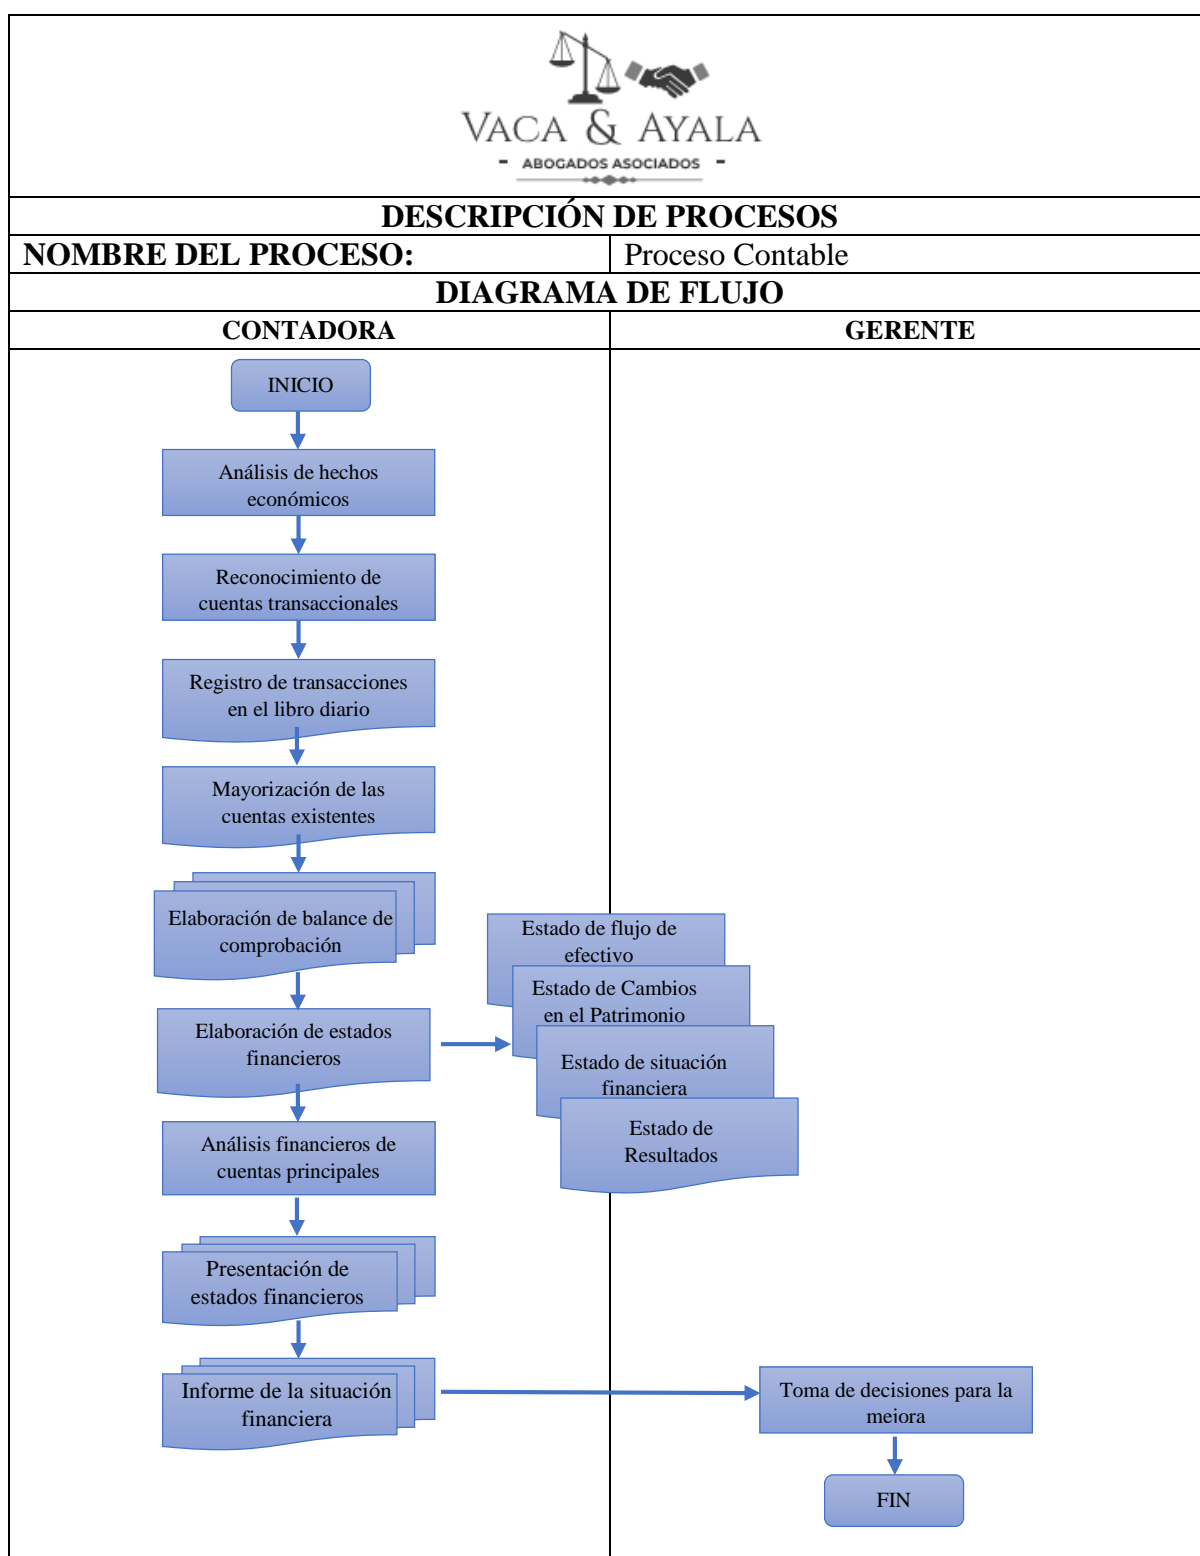 VACA & AYALA
- ABOGADOS ASOCIADOS -
DESCRIPCIÓN DE PROCESOS
NOMBRE DEL PROCESO: Proceso Contable
DIAGRAMA DE FLUJO
CONTADORA GERENTE
INICIO
Análisis de hechos
económicos
Reconocimiento de
cuentas transaccionales
Registro de transacciones
en el libro diario
Mayorización de las
cuentas existentes
Elaboración de balance de
comprobación
Elaboración de estados
financieros
Estado de flujo de
efectivo
Estado de Cambios
en el Patrimonio
Estado de situación
financiera
Estado de
Resultados
Análisis financieros de
cuentas principales
Presentación de
estados financieros
Informe de la situación
financiera
Toma de decisiones para la
mejora
FIN